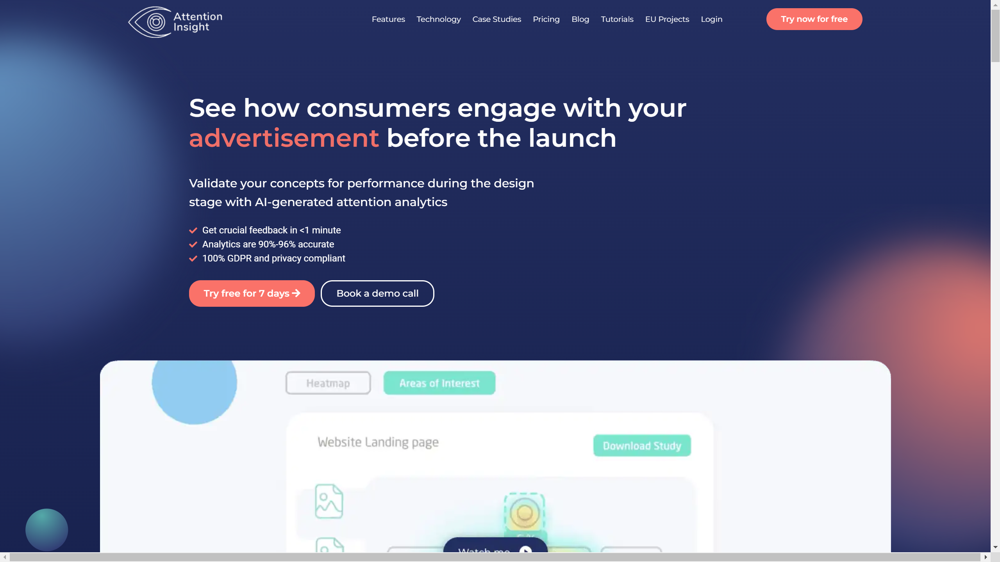 Attention
Insight
Features
Technology
Case Studies
Pricing
Blog
Tutorials
EU Projects
Login
Try now for free
See how consumers engage with your
advertisement before the launch
Validate your concepts for performance during the design
stage with AI-generated attention analytics
Get crucial feedback in <1 minute
Analytics are 90%-96% accurate
100% GDPR and privacy compliant
Try free for 7 days
Book a demo call
Heatmap
Areas of Interest
Website Landing page
Download Study
Watch me